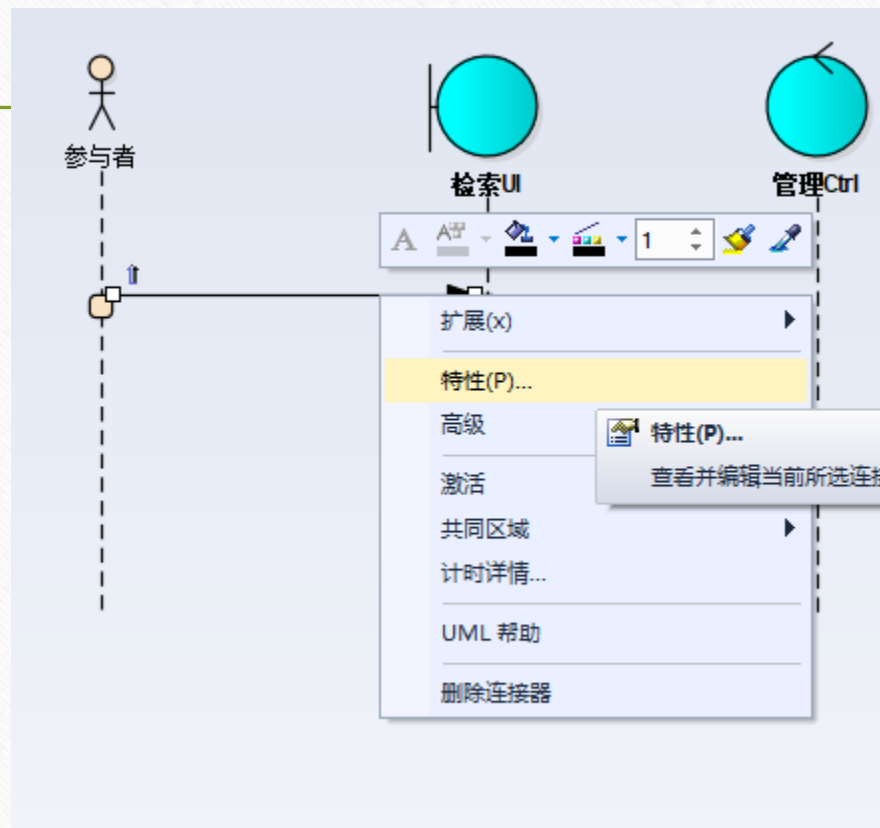 参与者
检索UI
管理Ctrl
1
扩展(x)
特性(P)...
高级
特性(P)...
查看并编辑当前所选连
激活
共同区域
计时详情...
UML 帮助
删除连接器